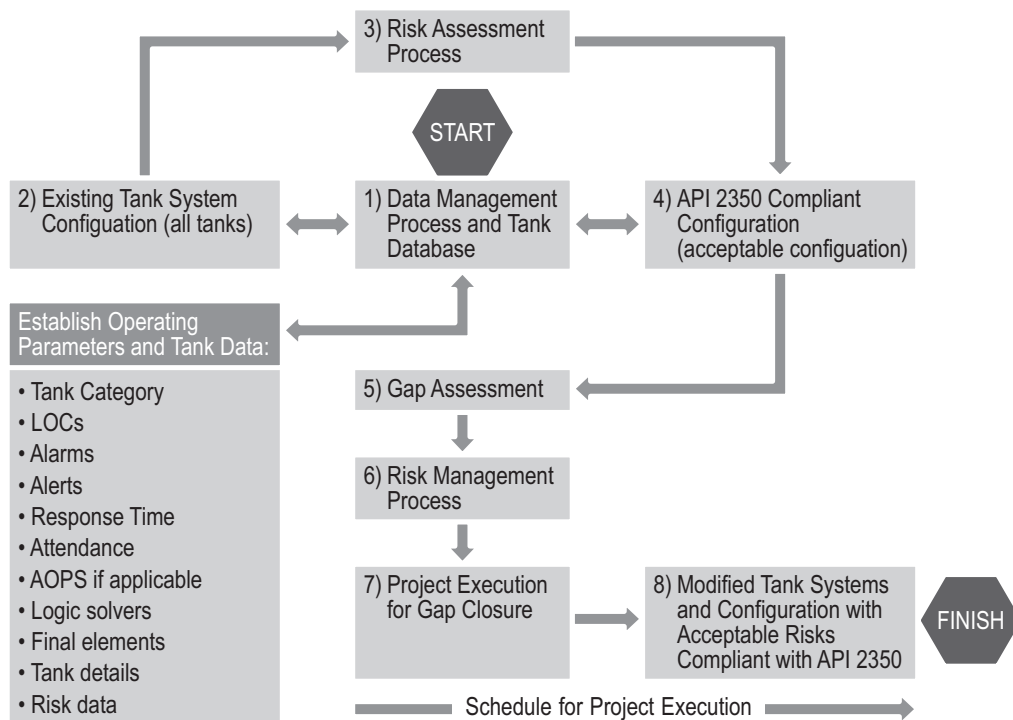 3) Risk Assessment
Process
START
2) Existing Tank System
Configuation (all tanks)
1) Data Management
Process and Tank
Database
4) API 2350 Compliant
Configuration
(acceptable configuation)
Establish Operating
Parameters and Tank Data:
• Tank Category
• LOCs
• Alarms
• Alerts
• Response Time
• Attendance
• AOPS if applicable
• Logic solvers
• Final elements
• Tank details
• Risk data
5) Gap Assessment
6) Risk Management
Process
7) Project Execution
for Gap Closure
8) Modified Tank Systems
and Configuration with
Acceptable Risks
Compliant with API 2350
FINISH
Schedule for Project Execution